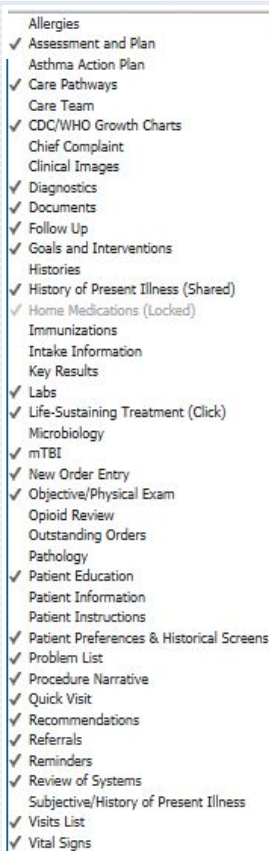 Allergies
Assessment and Plan
Asthma Action Plan
Care Pathways
Care Team
CDC/WHO Growth Charts
Chief Complaint
Clinical Images
Diagnostics
Documents
Follow Up
Goals and Interventions
Histories
History of Present Illness (Shared)
Home Medications (Locked)
Immunizations
Intake Information
Key Results
Labs
Life-Sustaining Treatment (Click)
Microbiology
mTBI
New Order Entry
Objective/Physical Exam
Opioid Review
Outstanding Orders
Pathology
Patient Education
Patient Information
Patient Instructions
Patient Preferences & Historical Screens
Problem List
Procedure Narrative
Quick Visit
Recommendations
Referrals
Reminders
Review of Systems
Subjective/History of Present Illness
Visits List
Vital Signs